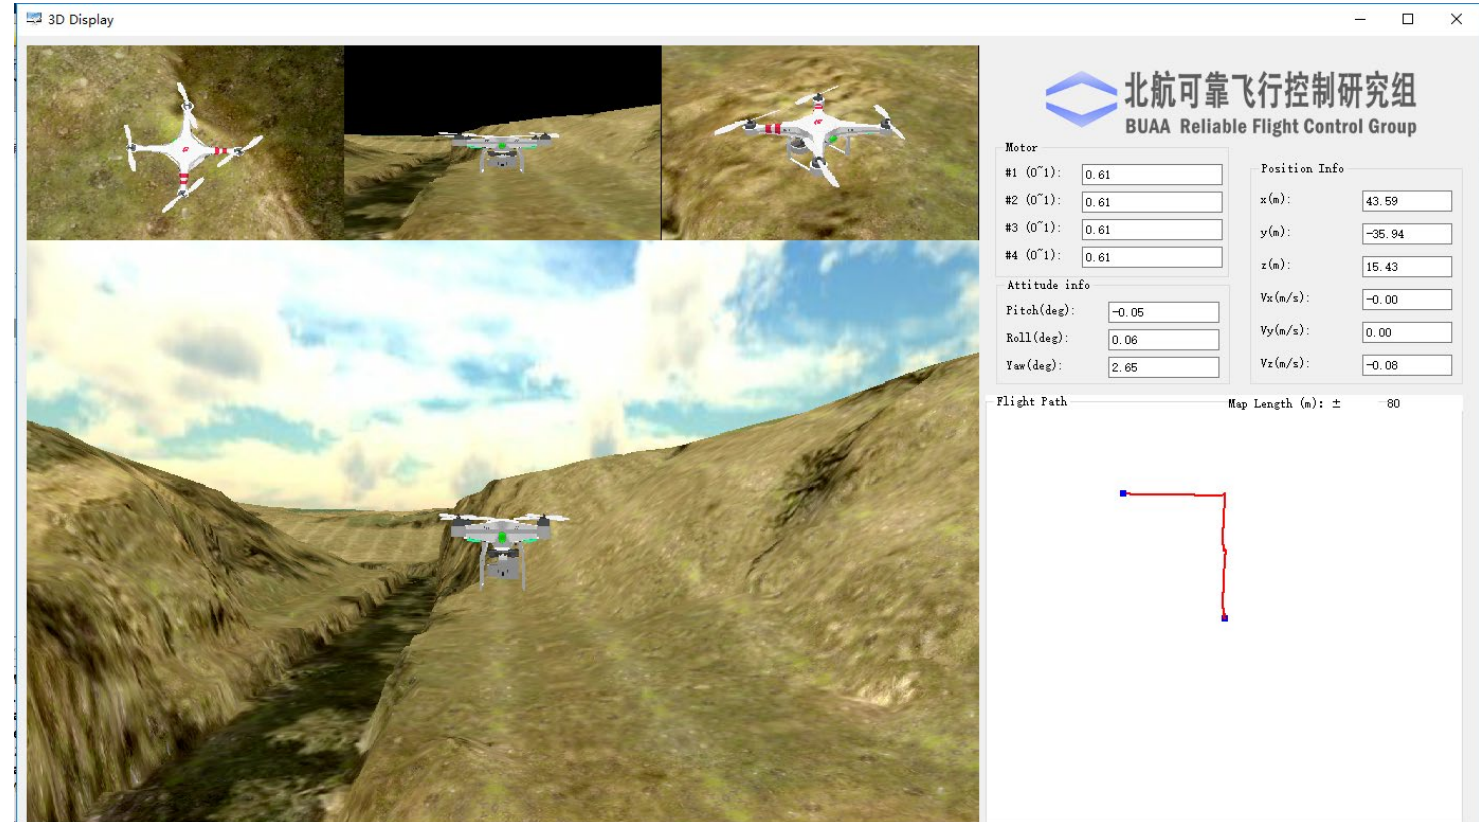 3D Display
北航可靠飞行控制研究组
BUAA Reliable Flight Control Group
Motor
#1 (0~1): 0.61
#2 (0~1): 0.61
#3 (0~1): 0.61
#4 (0~1): 0.61
Attitude info
Pitch(deg): -0.05
Roll(deg): 0.06
Yaw(deg): 2.65
Position Info
x(m): 43.59
y(m): -35.94
z(m): 15.43
Vx(m/s): -0.00
Vy(m/s): 0.00
Vz(m/s): -0.08
Flight Path
Map Length (m): ± 80